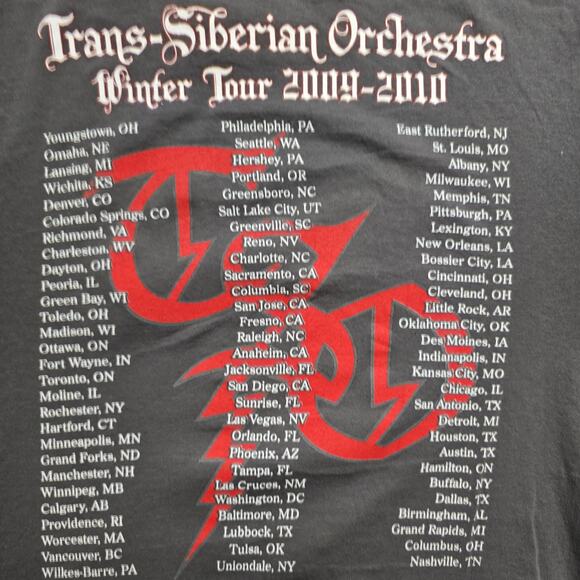 Trans-Siberian Orchestra
Winter Tour 2009-2010
Youngstown, OH
Omaha, NE
Lansing, MI
Wichita, KS
Denver, CO
Colorado Springs, CO
Richmond, VA
Charleston, WV
Dayton, OH
Peoria, IL
Green Bay, WI
Toledo, OH
Madison, WI
Ottawa, ON
Fort Wayne, IN
Toronto, ON
Moline, IL
Rochester, NY
Hartford, CT
Minneapolis, MN
Grand Forks, ND
Manchester, NH
Winnipeg, MB
Calgary, AB
Providence, RI
Worcester, MA
Vancouver, BC
Wilkes-Barre, PA
Philadelphia, PA
Seattle, WA
Hershey, PA
Portland, OR
Greensboro, NC
Salt Lake City, UT
Greenville, SC
Reno, NV
Charlotte, NC
Sacramento, CA
Columbia, SC
San Jose, CA
Fresno, CA
Raleigh, NC
Anaheim, CA
Jacksonville, FL
San Diego, CA
Sunrise, FL
Las Vegas, NV
Orlando, FL
Phoenix, AZ
Tampa, FL
Las Cruces, NM
Washington, DC
Baltimore, MD
Lubbock, TX
Tulsa, OK
Uniondale, NY
East Rutherford, NJ
St. Louis, MO
Albany, NY
Milwaukee, WI
Memphis, TN
Pittsburgh, PA
Lexington, KY
New Orleans, LA
Bossier City, LA
Cincinnati, OH
Cleveland, OH
Little Rock, AR
Oklahoma City, OK
Des Moines, IA
Indianapolis, IN
Kansas City, MO
Chicago, IL
San Antonio, TX
Detroit, MI
Houston, TX
Austin, TX
Hamilton, ON
Buffalo, NY
Dallas, TX
Birmingham, AL
Grand Rapids, MI
Columbus, OH
Nashville, TN